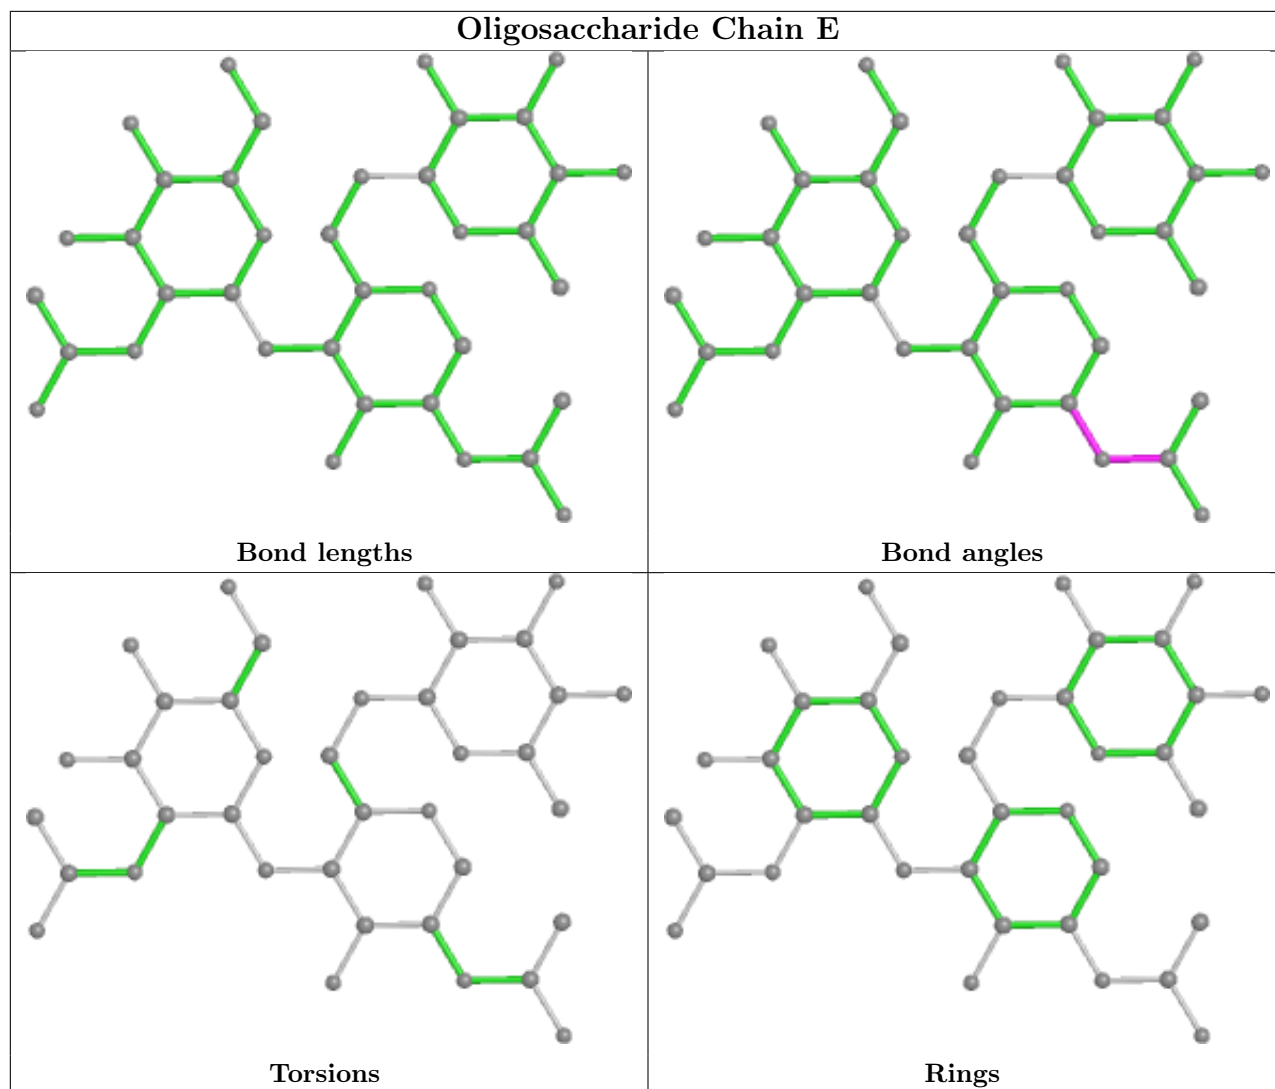 Oligosaccharide Chain E
Bond lengths
Bond angles
Torsions
Rings